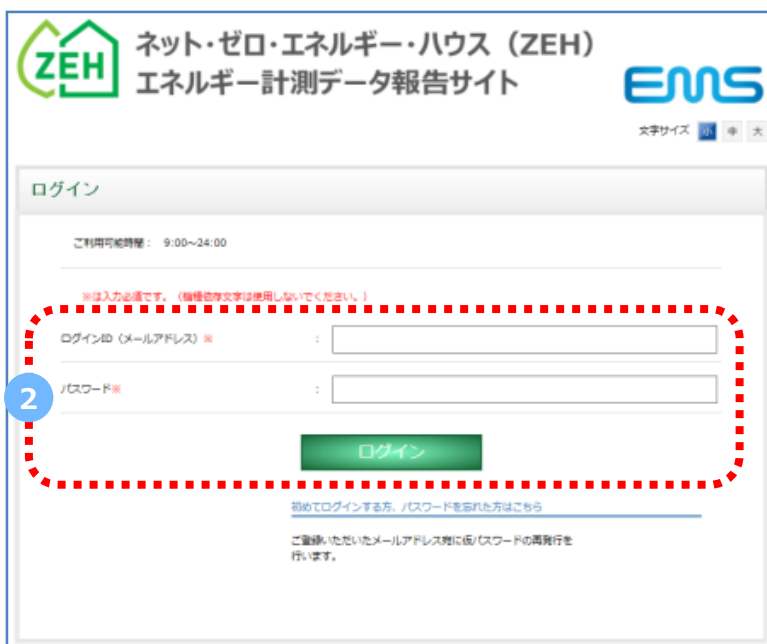 ZEH
ネット・ゼロ・エネルギー・ハウス（ZEH）
エネルギー計測データ報告サイト
EMS
文字サイズ 小 中 大
ログイン
ご利用可能時間： 9:00～24:00
※は入力必須です。（機種依存文字は使用しないでください。）
ログインID（メールアドレス）※ ：
パスワード※ ：
2
ログイン
初めてログインする方、パスワードを忘れた方はこちら
ご登録いただいたメールアドレス宛に仮パスワードの再発行を
行います。